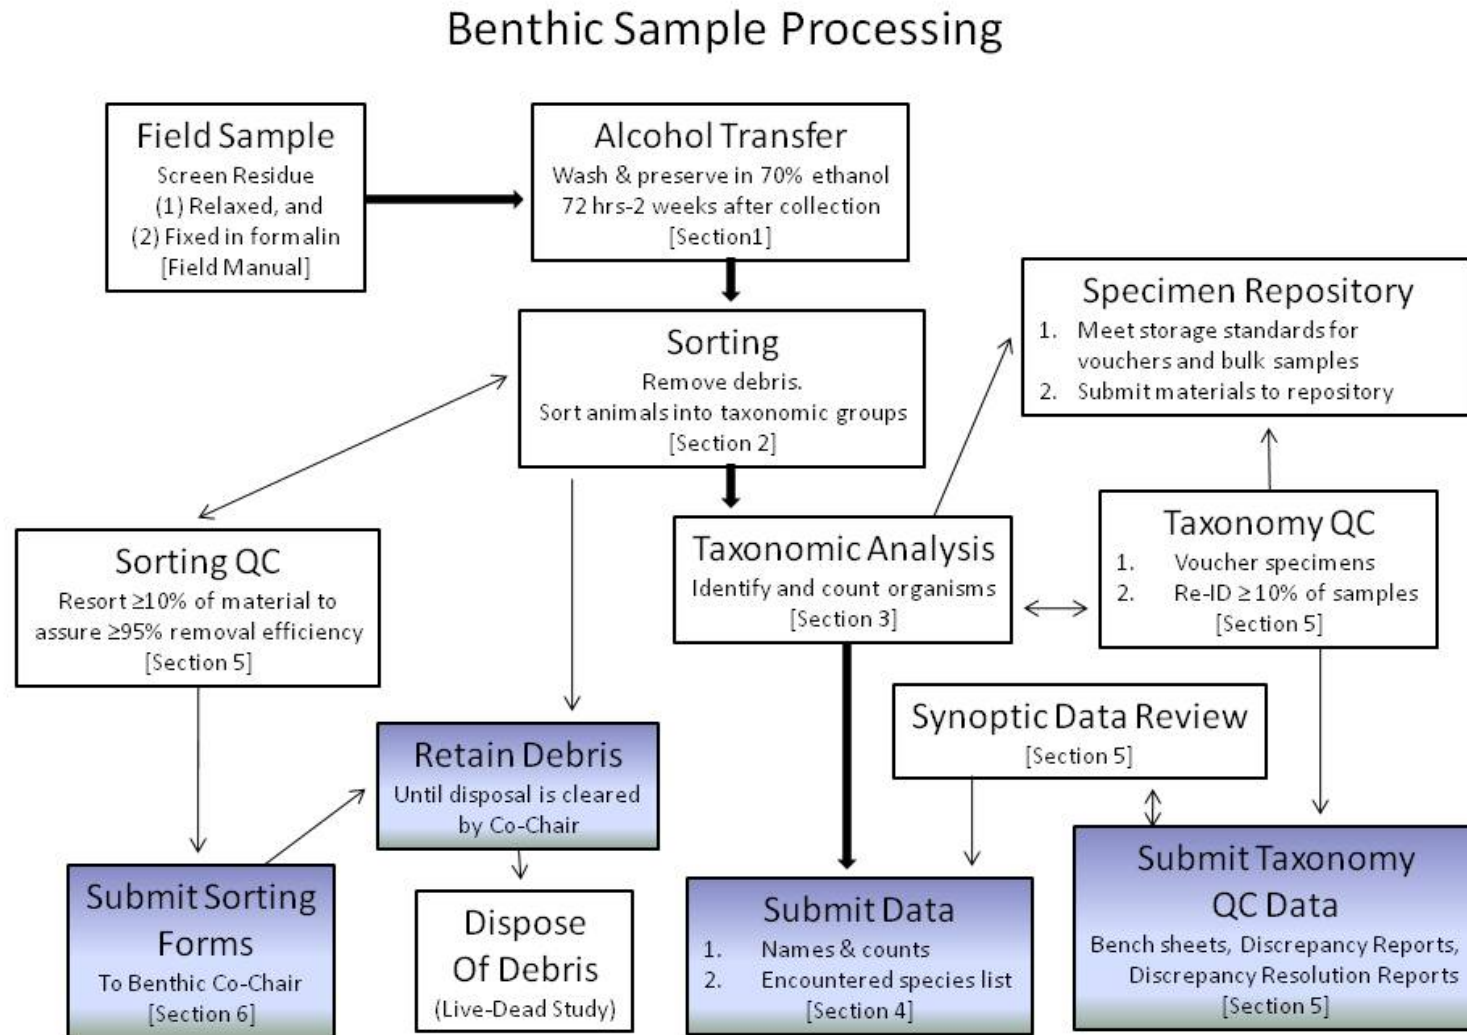 Benthic Sample Processing
Field Sample
Screen Residue
(1) Relaxed, and
(2) Fixed in formalin
[Field Manual]
Alcohol Transfer
Wash & preserve in 70% ethanol
72 hrs-2 weeks after collection
[Section1]
Sorting
Remove debris.
Sort animals into taxonomic groups
[Section 2]
Specimen Repository
1. Meet storage standards for
vouchers and bulk samples
2. Submit materials to repository
Sorting QC
Resort ≥10% of material to
assure ≥95% removal efficiency
[Section 5]
Taxonomic Analysis
Identify and count organisms
[Section 3]
Taxonomy QC
1. Voucher specimens
2. Re-ID ≥ 10% of samples
[Section 5]
Synoptic Data Review
[Section 5]
Retain Debris
Until disposal is cleared
by Co-Chair
Submit Sorting
Forms
To Benthic Co-Chair
[Section 6]
Dispose
Of Debris
(Live-Dead Study)
Submit Data
1. Names & counts
2. Encountered species list
[Section 4]
Submit Taxonomy
QC Data
Bench sheets, Discrepancy Reports,
Discrepancy Resolution Reports
[Section 5]